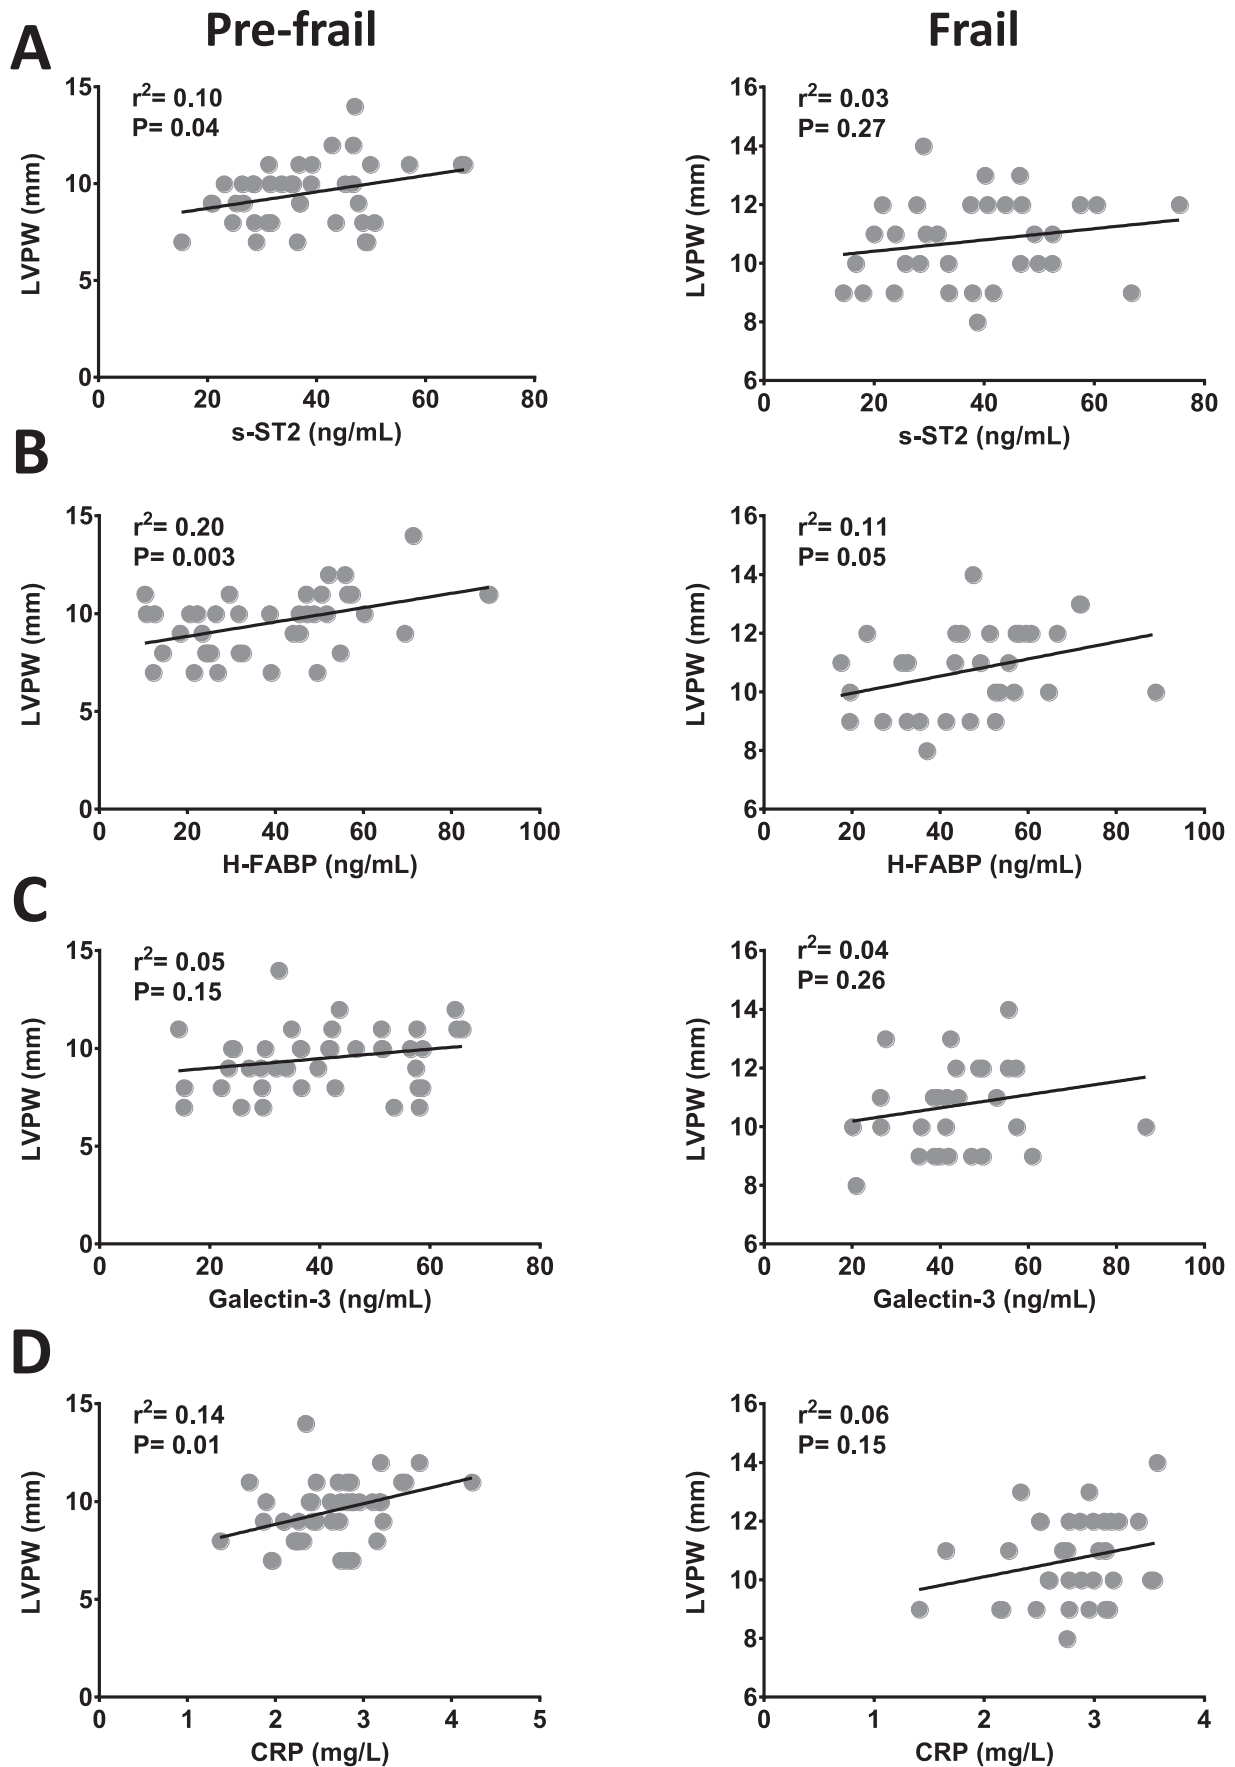 Pre-frail Frail
A
15
10
5
0
LVPW (mm)
r²= 0.10
P= 0.04
0 20 40 60 80
s-ST2 (ng/mL)
16
14
12
10
8
6
LVPW (mm)
r²= 0.03
P= 0.27
0 20 40 60 80
s-ST2 (ng/mL)
B
15
10
5
0
LVPW (mm)
r²= 0.20
P= 0.003
0 20 40 60 80 100
H-FABP (ng/mL)
16
14
12
10
8
6
LVPW (mm)
r²= 0.11
P= 0.05
0 20 40 60 80 100
H-FABP (ng/mL)
C
15
10
5
0
LVPW (mm)
r²= 0.05
P= 0.15
0 20 40 60 80
Galectin-3 (ng/mL)
16
14
12
10
8
6
LVPW (mm)
r²= 0.04
P= 0.26
0 20 40 60 80 100
Galectin-3 (ng/mL)
D
15
10
5
0
LVPW (mm)
r²= 0.14
P= 0.01
0 1 2 3 4 5
CRP (mg/L)
16
14
12
10
8
6
LVPW (mm)
r²= 0.06
P= 0.15
0 1 2 3 4
CRP (mg/L)